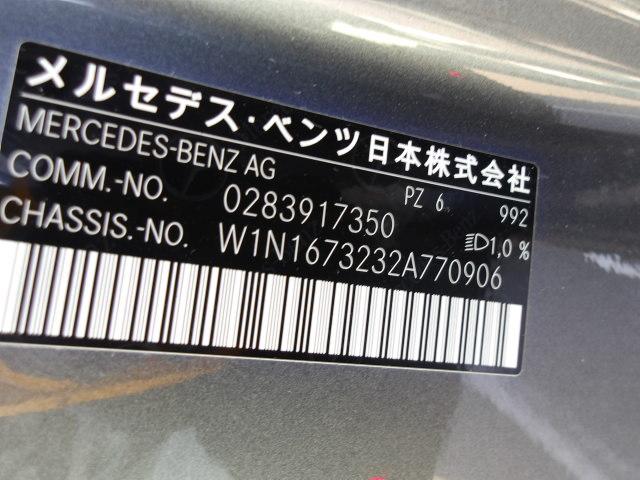 メルセデス・ベンツ日本株式会社
MERCEDES-BENZ AG
COMM.-NO. 0283917350 PZ 6 992
CHASSIS.-NO. W1N1673232A770906 1,0 %